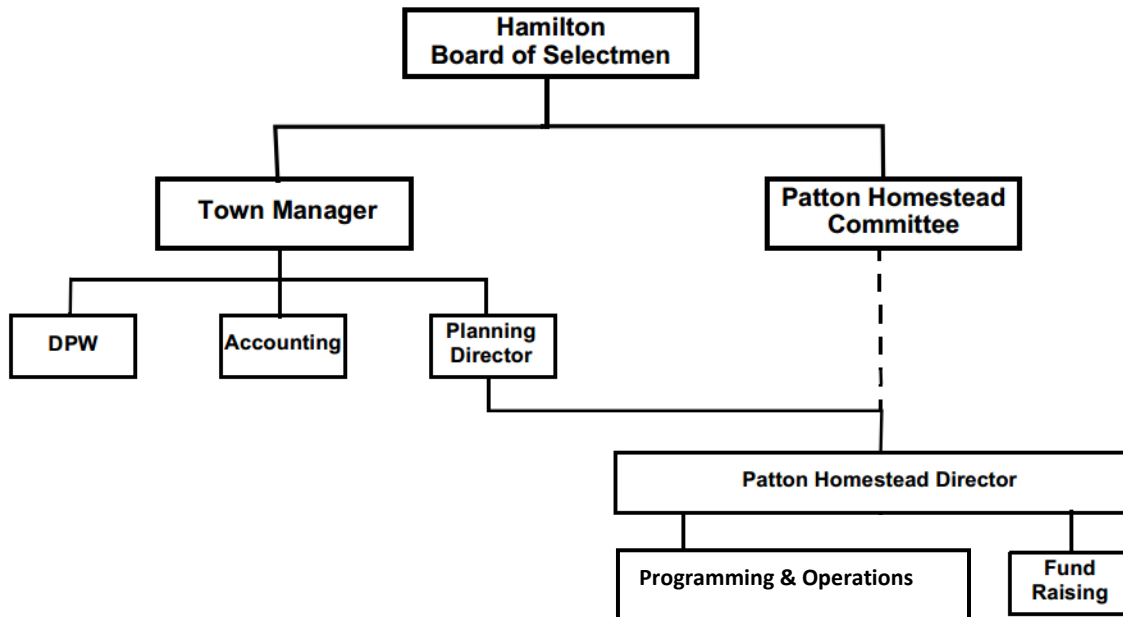 Hamilton
Board of Selectmen
Town Manager
Patton Homestead
Committee
DPW
Accounting
Planning
Director
Patton Homestead Director
Programming & Operations
Fund
Raising